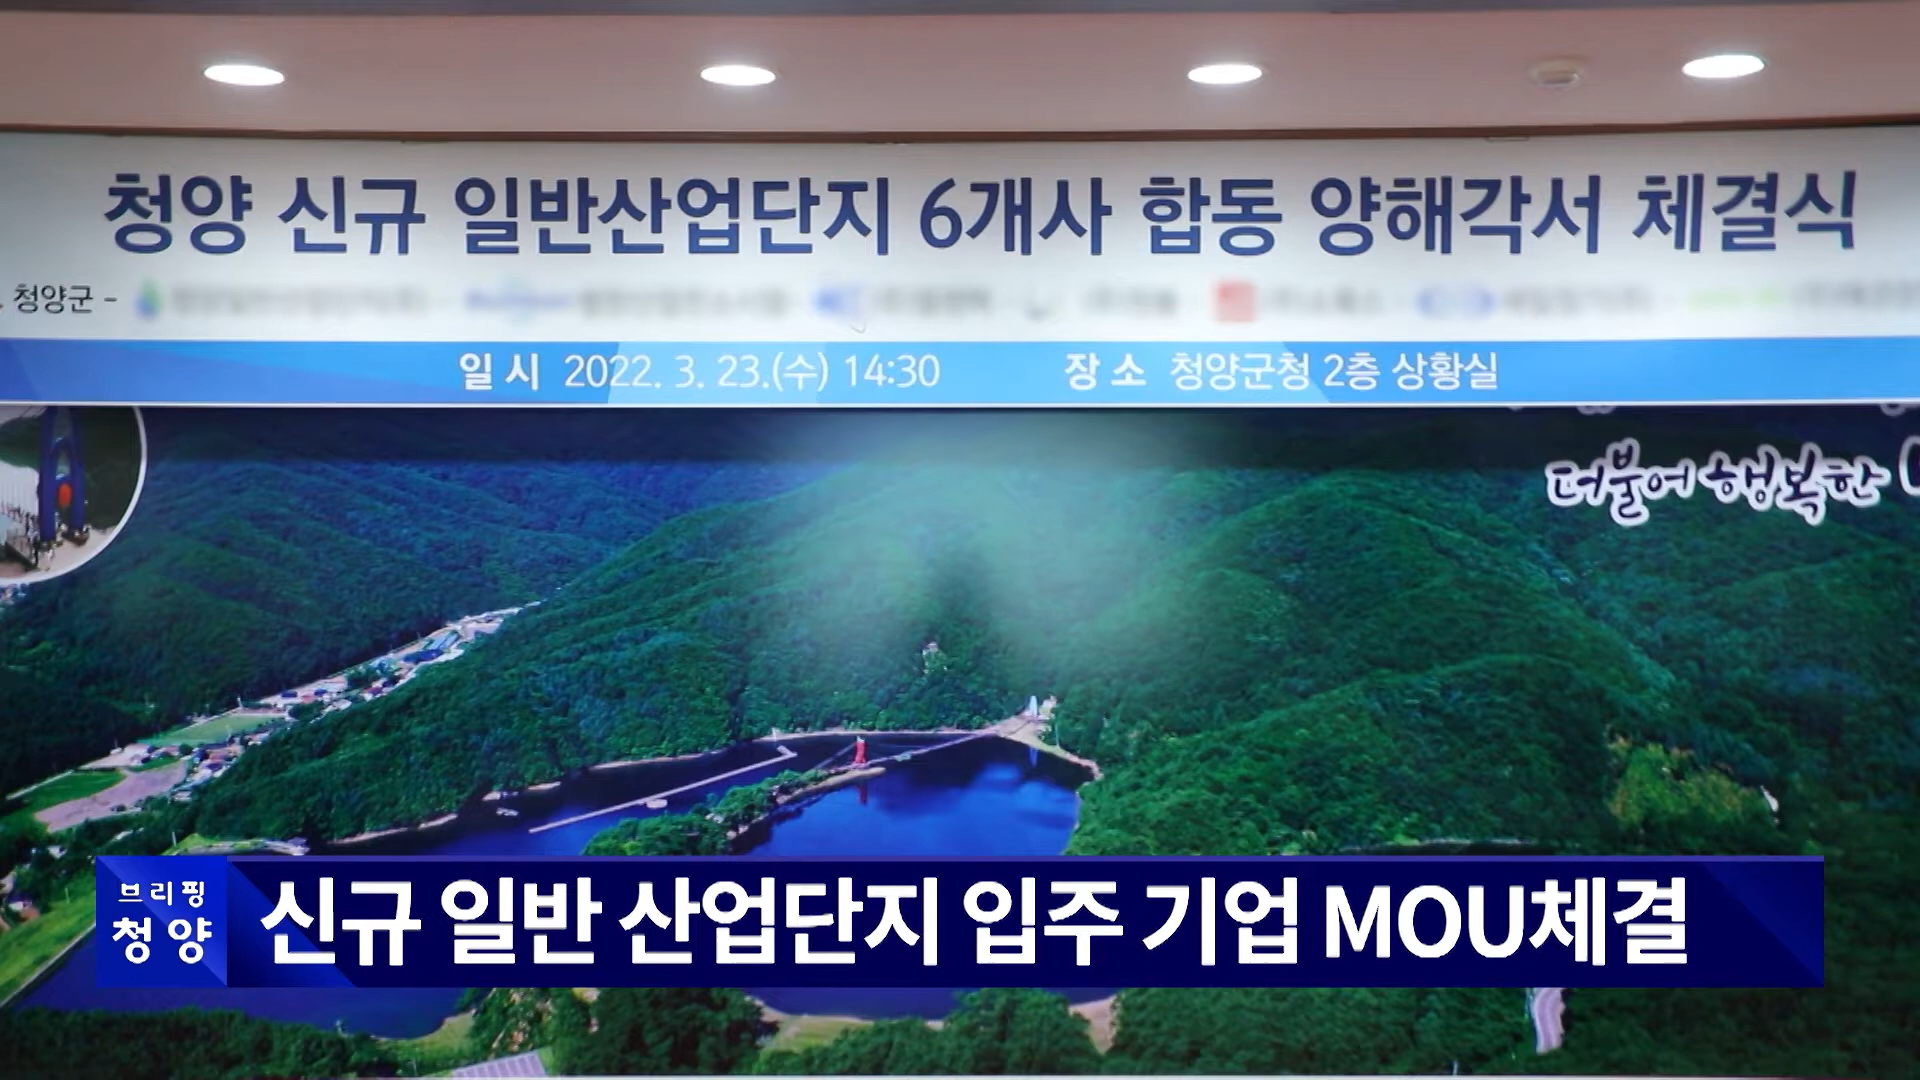 청양 신규 일반산업단지 6개사 합동 양해각서 체결식
청양군 -
일 시 2022. 3. 23.(수) 14:30 장 소 청양군청 2층 상황실
더불어 행복한
브리핑
청양
신규 일반 산업단지 입주 기업 MOU체결